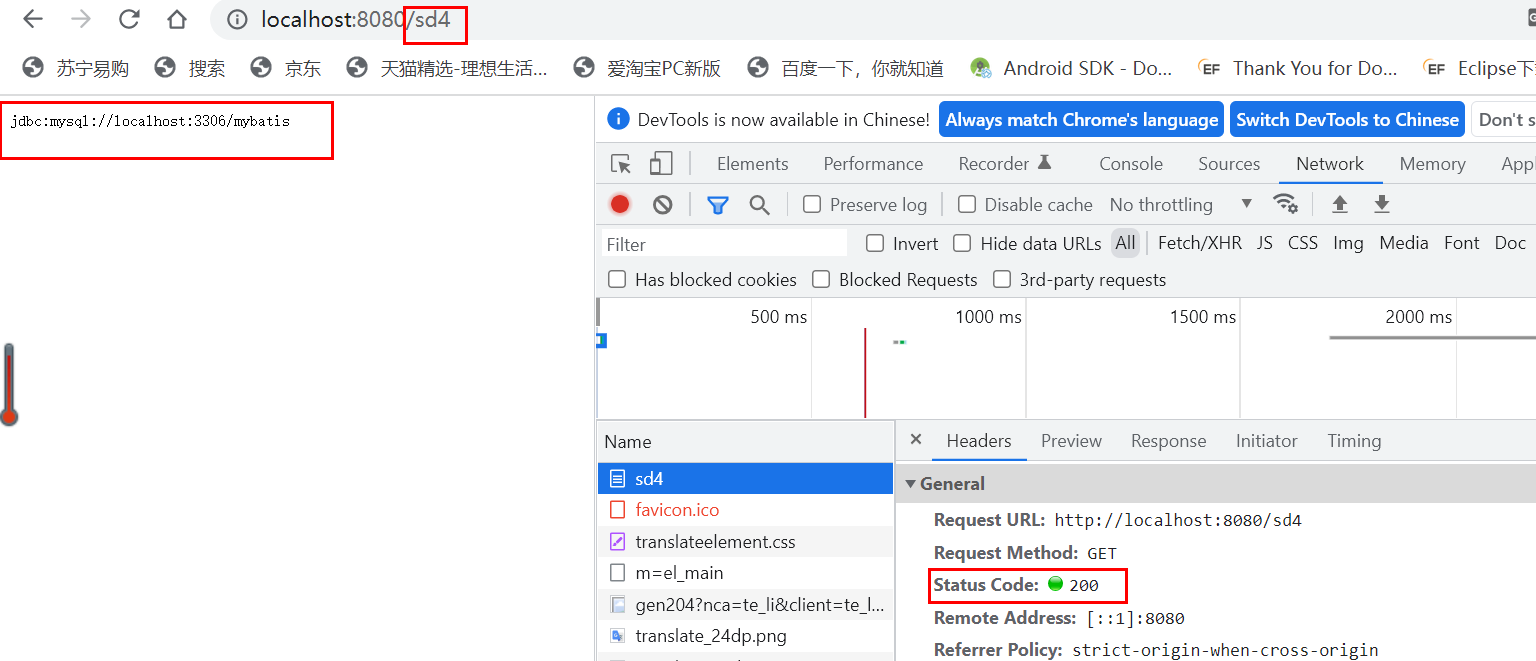 localhost:8080/sd4
苏宁易购 搜索 京东 天猫精选-理想生活... 爱淘宝PC新版 百度一下，你就知道 Android SDK - Do... EF Thank You for Do... EF Eclipse下
jdbc:mysql://localhost:3306/mybatis
DevTools is now available in Chinese! Always match Chrome's language Switch DevTools to Chinese Don't s
Elements Performance Recorder Console Sources Network Memory Appl
Preserve log Disable cache No throttling
Filter Invert Hide data URLs All Fetch/XHR JS CSS Img Media Font Doc
Has blocked cookies Blocked Requests 3rd-party requests
500 ms 1000 ms 1500 ms 2000 ms
Name
sd4
favicon.ico
translateelement.css
m=el_main
gen204?nca=te_li&client=te_l...
translate_24dp.png
Headers Preview Response Initiator Timing
General
Request URL: http://localhost:8080/sd4
Request Method: GET
Status Code: 200
Remote Address: [::1]:8080
Referrer Policy: strict-origin-when-cross-origin